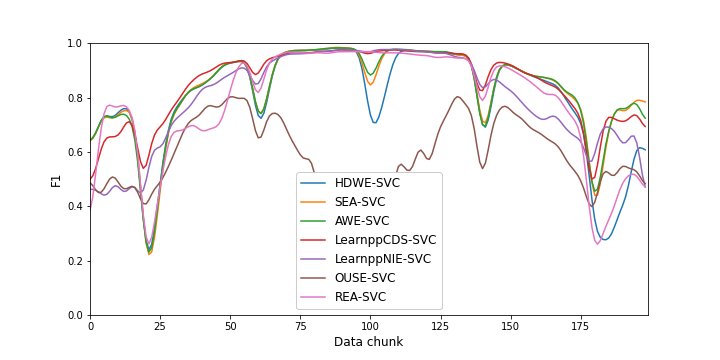 1.0
0.8
0.6
0.4
0.2
0.0
F1
0
25
50
75
100
125
150
175
Data chunk
HDWE-SVC
SEA-SVC
AWE-SVC
LearnppCDS-SVC
LearnppNIE-SVC
OUSE-SVC
REA-SVC